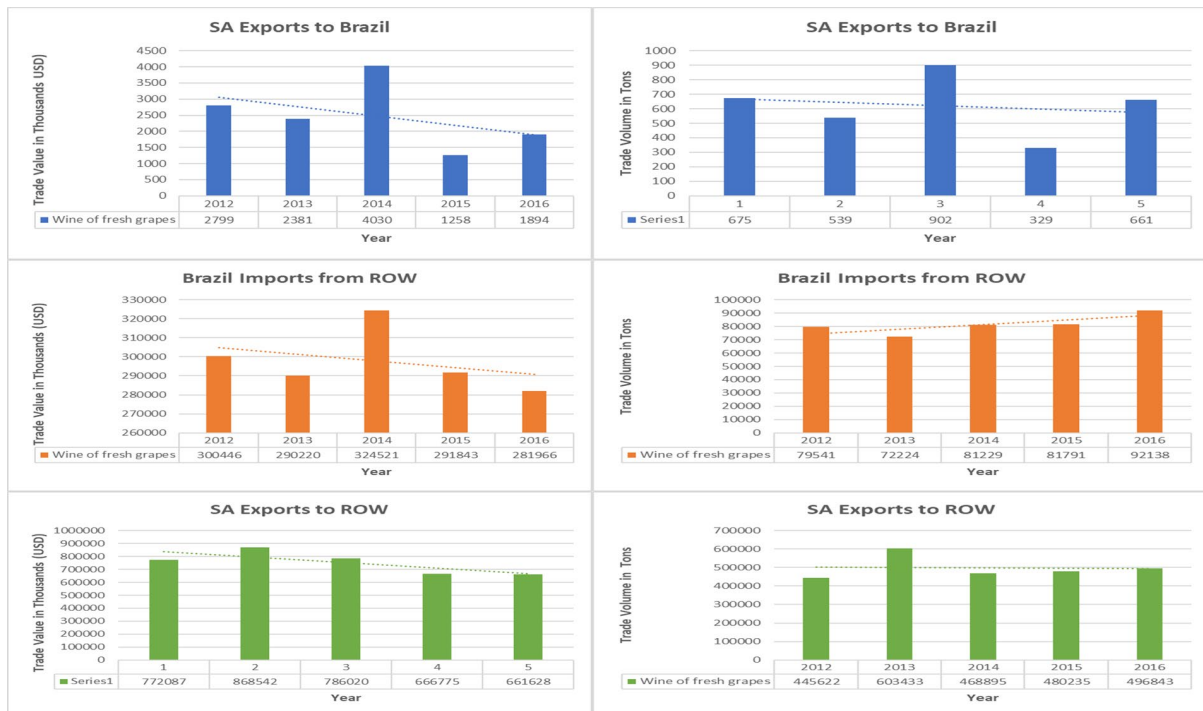 SA Exports to Brazil
Trade Value in Thousands USD)
4500
4000
3500
3000
2500
2000
1500
1000
500
0
2012 2013 2014 2015 2016
Wine of fresh grapes 2799 2381 4030 1258 1894
Year
SA Exports to Brazil
Trade Volume in Tons
1000
900
800
700
600
500
400
300
200
100
0
1 2 3 4 5
Series1 675 539 902 329 661
Year
Brazil Imports from ROW
Trade Value in Thousands (USD)
330000
320000
310000
300000
290000
280000
270000
260000
2012 2013 2014 2015 2016
Wine of fresh grapes 300446 290220 324521 291843 281966
Year
Brazil Imports from ROW
Trade Volume in Tons
100000
90000
80000
70000
60000
50000
40000
30000
20000
10000
0
2012 2013 2014 2015 2016
Wine of fresh grapes 79541 72224 81229 81791 92138
Year
SA Exports to ROW
Trade Value in Thousands (USD)
1000000
900000
800000
700000
600000
500000
400000
300000
200000
100000
0
1 2 3 4 5
Series1 772087 868542 786020 666775 661628
Year
SA Exports to ROW
Trade Volume in Tons
700000
600000
500000
400000
300000
200000
100000
0
2012 2013 2014 2015 2016
Wine of fresh grapes 445622 603433 468895 480235 496843
Year